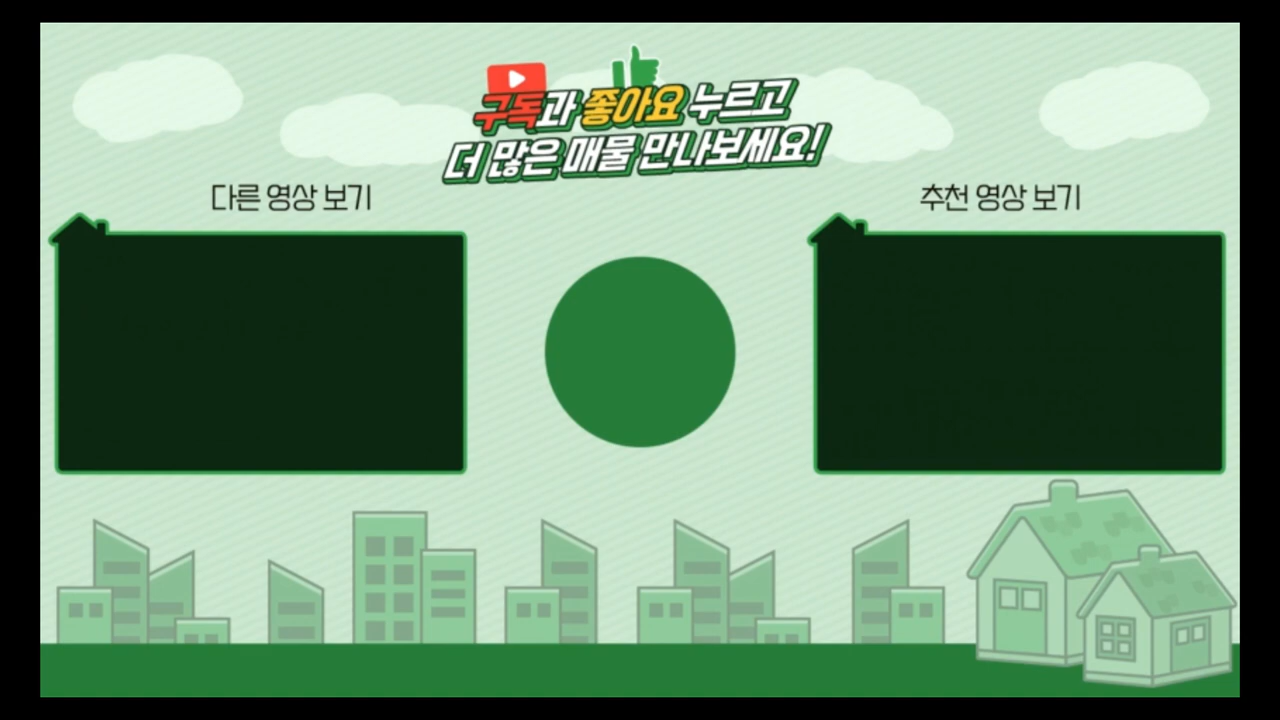 구독과 좋아요 누르고
더 많은 매물 만나보세요!
다른 영상 보기
추천 영상 보기